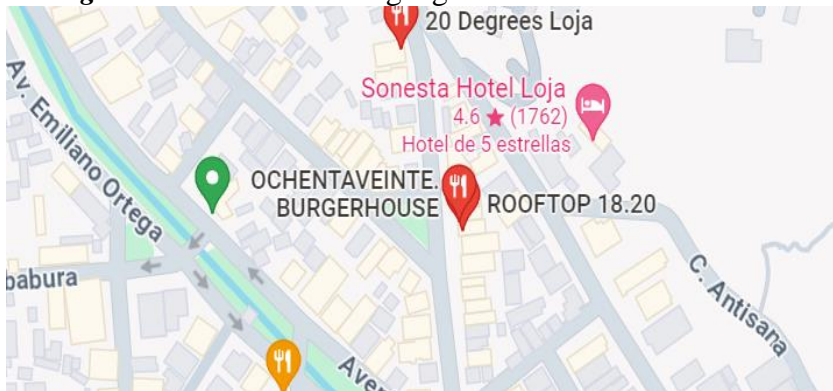 20 Degrees Loja
Sonesta Hotel Loja
4.6 ★ (1762)
Hotel de 5 estrellas
Av. Emiliano Ortega
OCHENTAVEINTE.
BURGERHOUSE
ROOFTOP 18.20
babura
C. Antisana
Aven